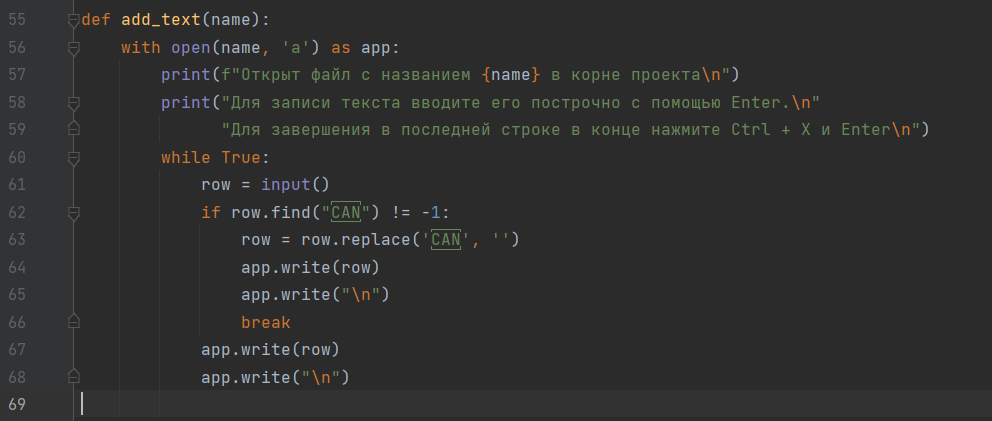 55 def add_text(name):
56     with open(name, 'a') as app:
57         print(f"Открыт файл с названием {name} в корне проекта\n")
58         print("Для записи текста вводите его построчно с помощью Enter.\n"
59               "Для завершения в последней строке в конце нажмите Ctrl + X и Enter\n")
60         while True:
61             row = input()
62             if row.find("CAN") != -1:
63                 row = row.replace('CAN', '')
64                 app.write(row)
65                 app.write("\n")
66                 break
67             app.write(row)
68             app.write("\n")
69